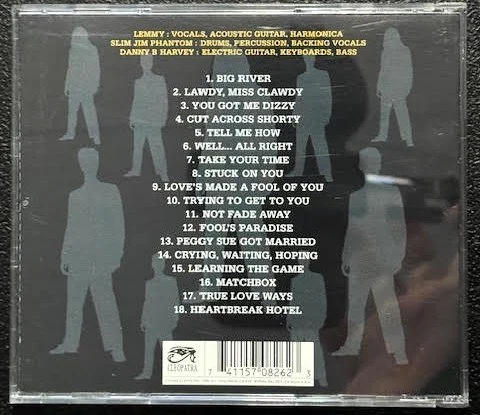 LEMMY : VOCALS, ACOUSTIC GUITAR, HARMONICA
SLIM JIM PHANTOM : DRUMS, PERCUSSION, BACKING VOCALS
DANNY B HARVEY : ELECTRIC GUITAR, KEYBOARDS, BASS
1. BIG RIVER
2. LAWDY, MISS CLAWDY
3. YOU GOT ME DIZZY
4. CUT ACROSS SHORTY
5. TELL ME HOW
6. WELL... ALL RIGHT
7. TAKE YOUR TIME
8. STUCK ON YOU
9. LOVE'S MADE A FOOL OF YOU
10. TRYING TO GET TO YOU
11. NOT FADE AWAY
12. FOOL'S PARADISE
13. PEGGY SUE GOT MARRIED
14. CRYING, WAITING, HOPING
15. LEARNING THE GAME
16. MATCHBOX
17. TRUE LOVE WAYS
18. HEARTBREAK HOTEL
CLEOPATRA
7 41157 08262 3